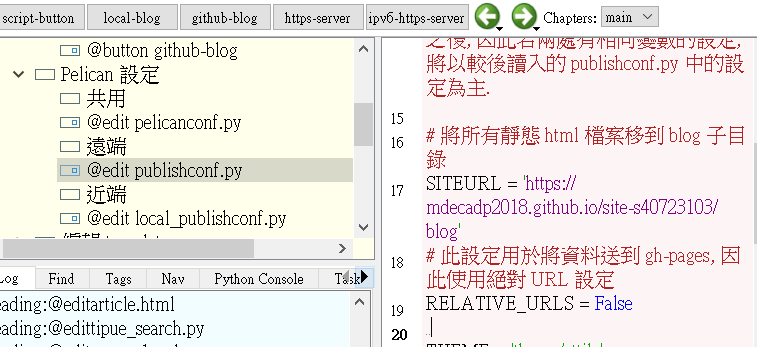 script-button local-blog github-blog https-server ipv6-https-server Chapters: main
@button github-blog
Pelican 設定
共用
@edit pelicanconf.py
遠端
@edit publishconf.py
近端
@edit local_publishconf.py
Log Find Tags Nav Python Console Task
eading:@editarticle.html
eading:@edittipue_search.py
之後, 因此若兩處有相同變數的設定,
將以較後讀入的 publishconf.py 中的設
定為主.
15
16 # 將所有靜態 html 檔案移到 blog 子目
錄
17 SITEURL = 'https://
mdecadp2018.github.io/site-s40723103/
blog'
18 # 此設定用於將資料送到 gh-pages, 因
此使用絕對 URL 設定
19 RELATIVE_URLS = False
20